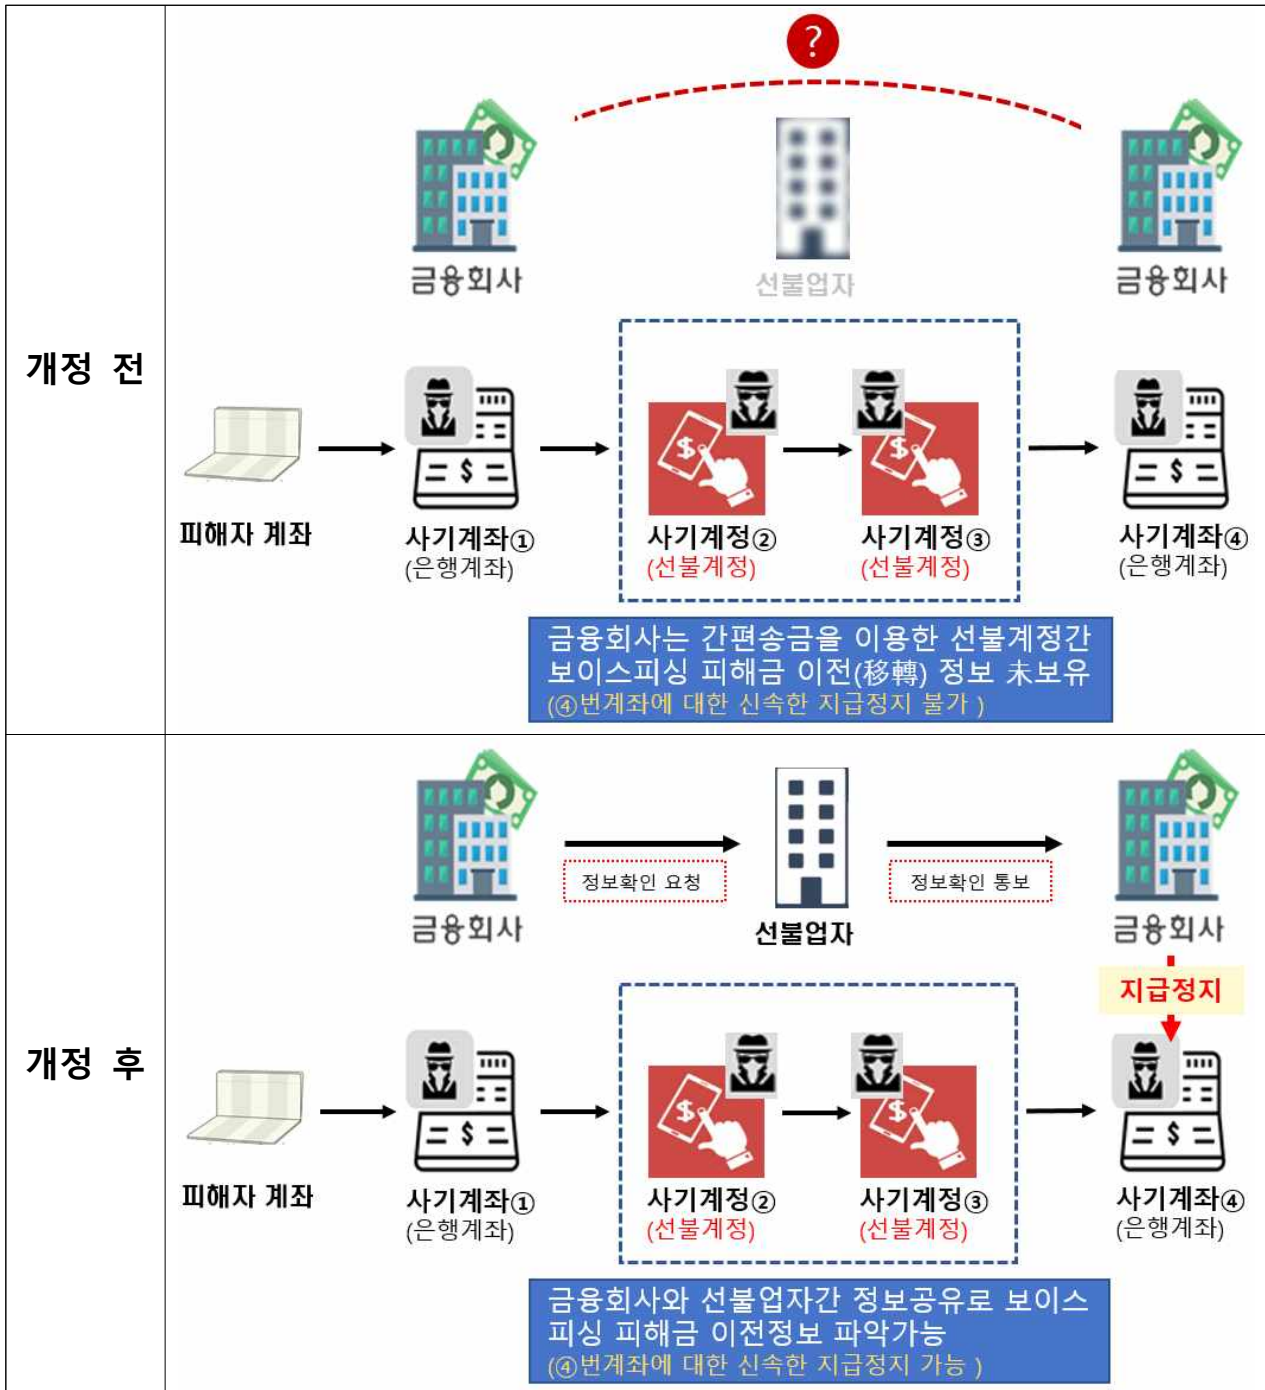 개정 전
?
금융회사
선불업자
금융회사
피해자 계좌
사기계좌①
(은행계좌)
사기계정②
(선불계정)
사기계정③
(선불계정)
사기계좌④
(은행계좌)
금융회사는 간편송금을 이용한 선불계정간
보이스피싱 피해금 이전(移轉) 정보 未보유
(④번계좌에 대한 신속한 지급정지 불가 )
개정 후
정보확인 요청
정보확인 통보
금융회사
선불업자
금융회사
지급정지
피해자 계좌
사기계좌①
(은행계좌)
사기계정②
(선불계정)
사기계정③
(선불계정)
사기계좌④
(은행계좌)
금융회사와 선불업자간 정보공유로 보이스
피싱 피해금 이전정보 파악가능
(④번계좌에 대한 신속한 지급정지 가능 )